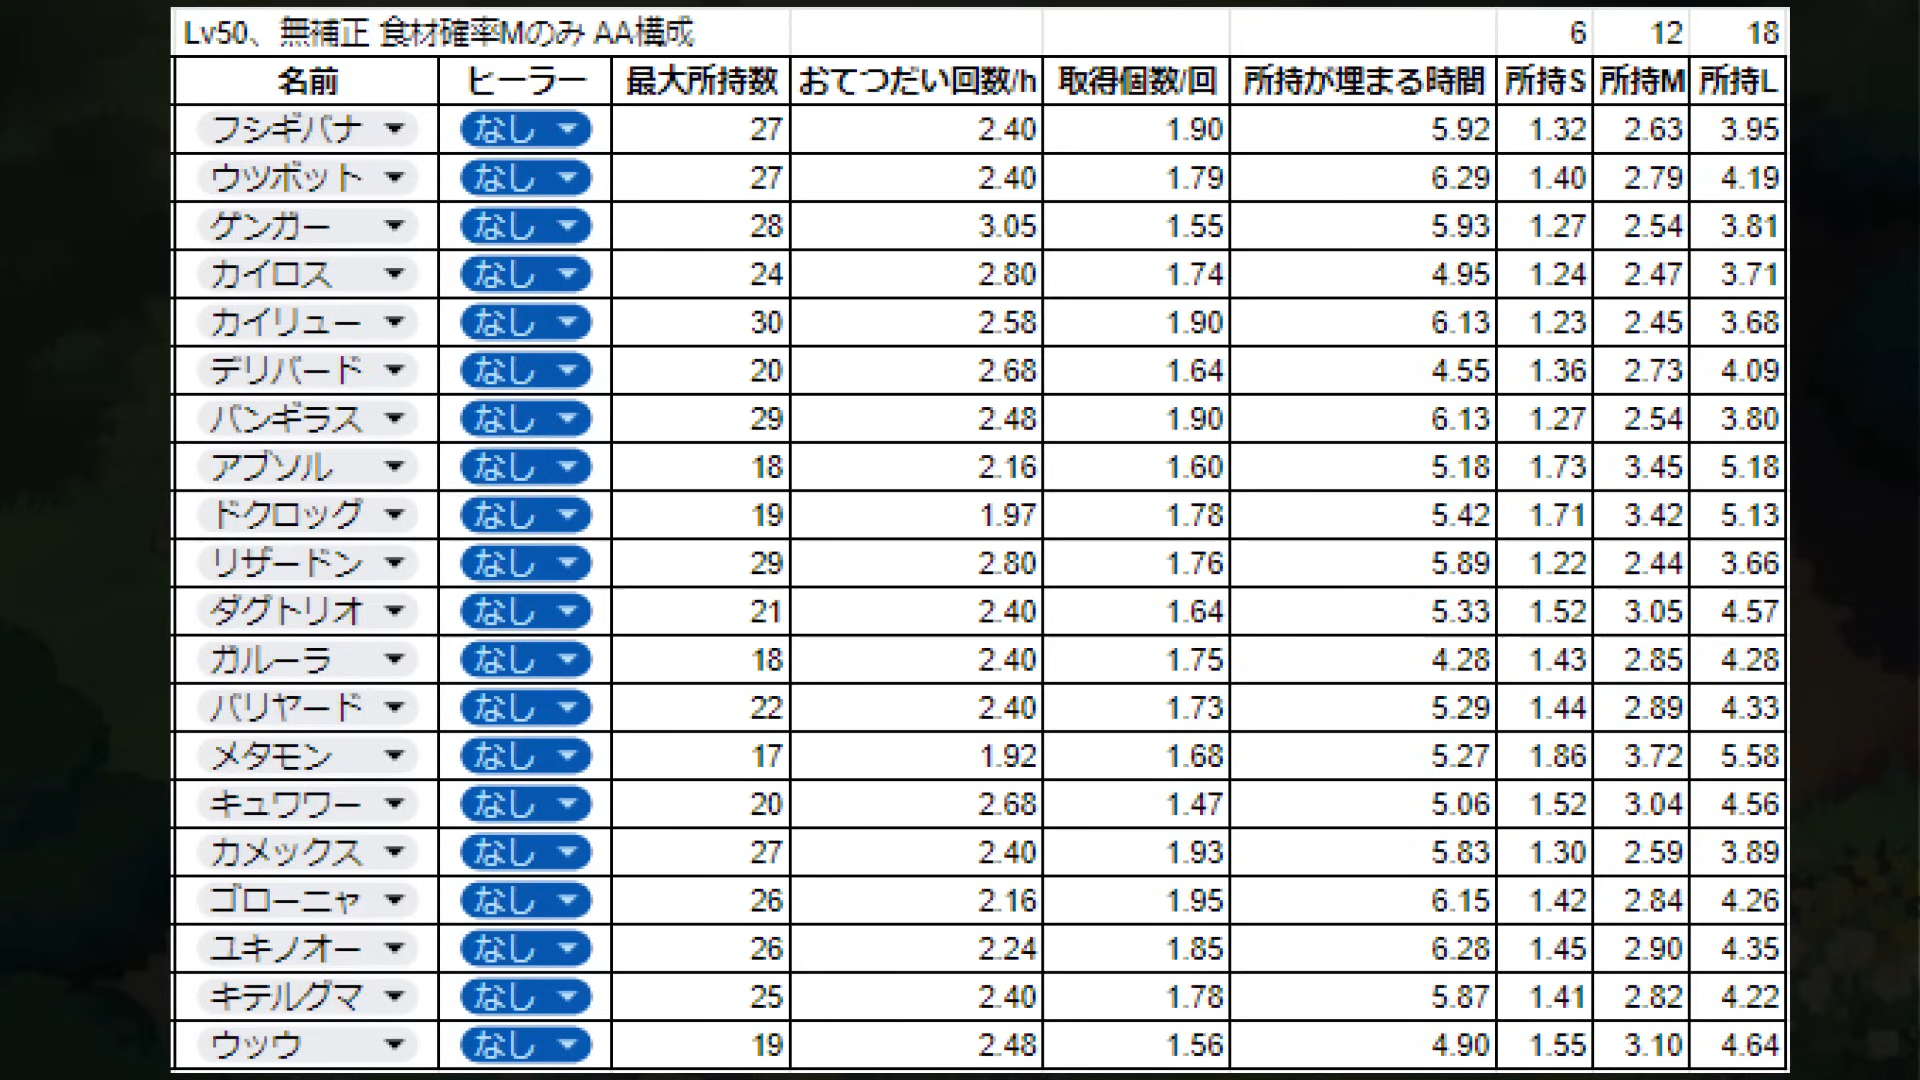 Lv50、無補正 食材確率Mのみ AA構成 6 12 18
名前 ヒーラー 最大所持数 おてつだい回数/h 取得個数/回 所持が埋まる時間 所持S 所持M 所持L
フシギバナ なし 27 2.40 1.90 5.92 1.32 2.63 3.95
ウツボット なし 27 2.40 1.79 6.29 1.40 2.79 4.19
ゲンガー なし 28 3.05 1.55 5.93 1.27 2.54 3.81
カイロス なし 24 2.80 1.74 4.95 1.24 2.47 3.71
カイリュー なし 30 2.58 1.90 6.13 1.23 2.45 3.68
デリバード なし 20 2.68 1.64 4.55 1.36 2.73 4.09
バンギラス なし 29 2.48 1.90 6.13 1.27 2.54 3.80
アブソル なし 18 2.16 1.60 5.18 1.73 3.45 5.18
ドクロッグ なし 19 1.97 1.78 5.42 1.71 3.42 5.13
リザードン なし 29 2.80 1.76 5.89 1.22 2.44 3.66
ダグトリオ なし 21 2.40 1.64 5.33 1.52 3.05 4.57
ガルーラ なし 18 2.40 1.75 4.28 1.43 2.85 4.28
バリヤード なし 22 2.40 1.73 5.29 1.44 2.89 4.33
メタモン なし 17 1.92 1.68 5.27 1.86 3.72 5.58
キュワワー なし 20 2.68 1.47 5.06 1.52 3.04 4.56
カメックス なし 27 2.40 1.93 5.83 1.30 2.59 3.89
ゴローニャ なし 26 2.16 1.95 6.15 1.42 2.84 4.26
ユキノオー なし 26 2.24 1.85 6.28 1.45 2.90 4.35
キテルグマ なし 25 2.40 1.78 5.87 1.41 2.82 4.22
ウッウ なし 19 2.48 1.56 4.90 1.55 3.10 4.64